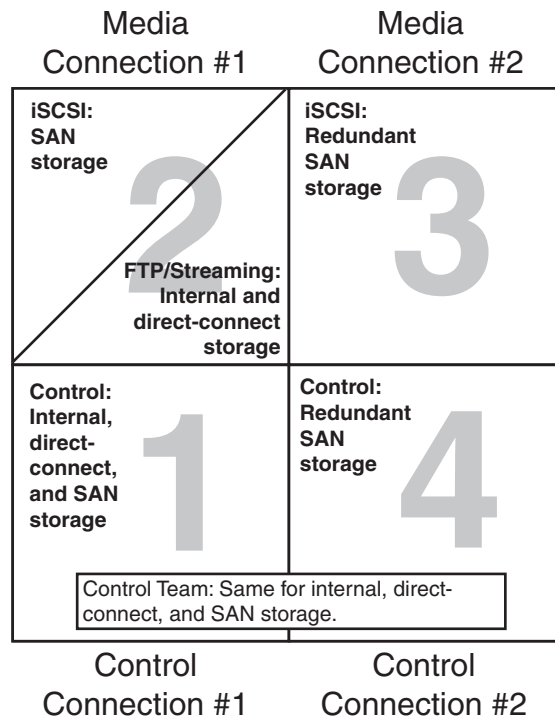 Media
Connection #1
Media
Connection #2
iSCSI:
SAN
storage
2
FTP/Streaming:
Internal and
direct-connect
storage
iSCSI:
Redundant
SAN
storage
3
Control:
Internal,
direct-
connect,
and SAN
storage
1
Control:
Redundant
SAN
storage
4
Control Team: Same for internal, direct-
connect, and SAN storage.
Control
Connection #1
Control
Connection #2